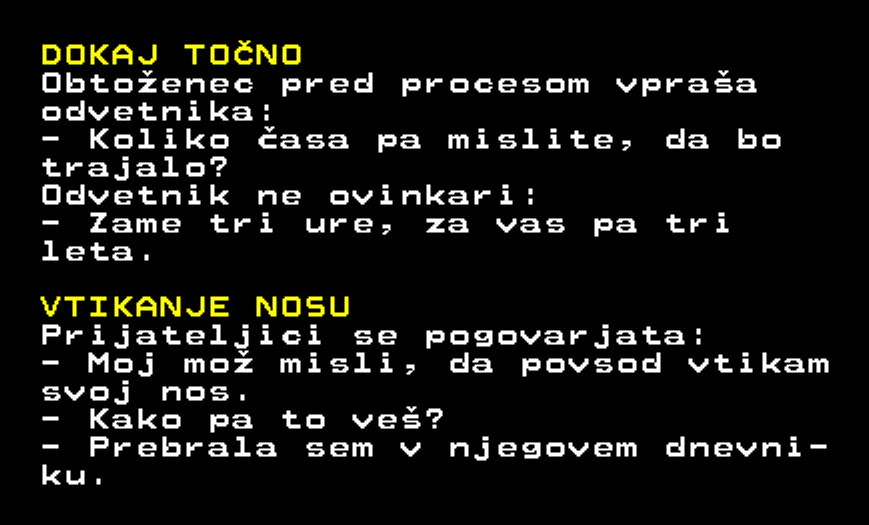 DOKAJ TOČNO
Obtoženec pred procesom vpraša
odvetnika:
- Koliko časa pa mislite, da bo
trajalo?
Odvetnik ne ovinkari:
- Zame tri ure, za vas pa tri
leta.
VTIKANJE NOSU
Prijateljici se pogovarjata:
- Moj mož misli, da povsod vtikam
svoj nos.
- Kako pa to veš?
- Prebrala sem v njegovem dnevni-
ku.